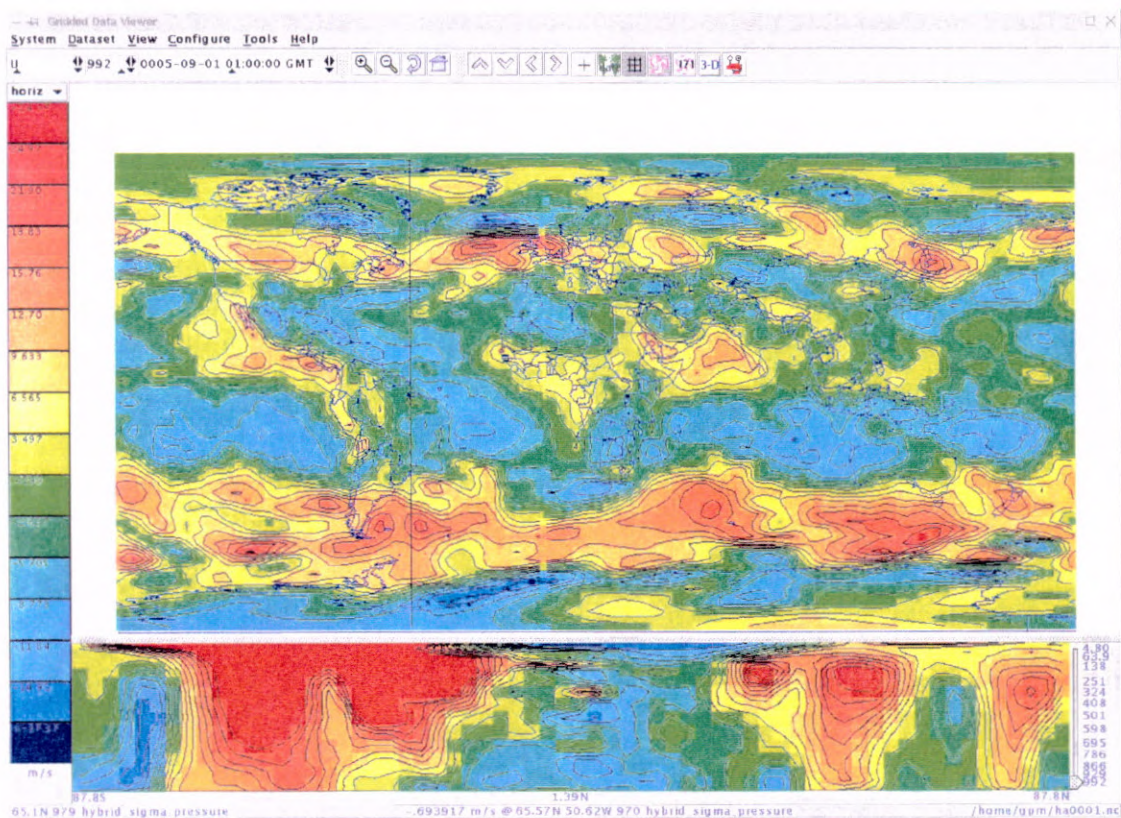 Gridded Data Viewer
System Dataset View Configure Tools Help
U 992 0005-09-01 01:00:00 GMT 3-D
horiz
21.90
18.83
15.76
12.70
9.633
6.565
3.497
m/s
4.80
63.9
138
251
324
408
501
598
695
786
866
929
992
87.85 1.39N 87.8N
65.1N 979 hybrid_sigma_pressure -.693917 m/s @ 65.57N 50.62W 970 hybrid_sigma_pressure /home/gpm/ha0001.nc